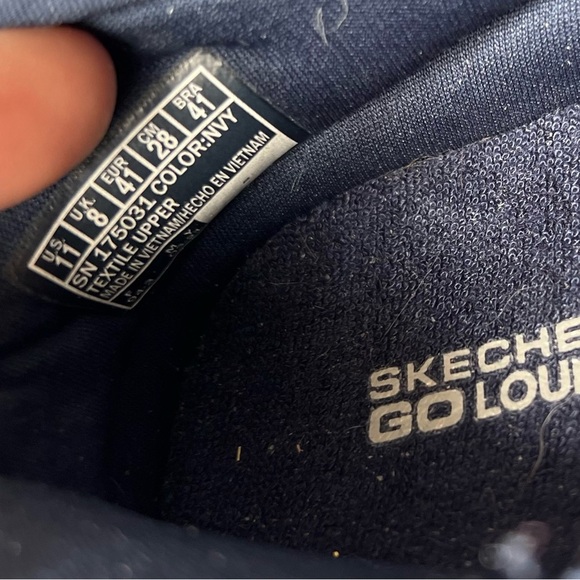 US. UK. EUR CM BRA
11 8 41 28 41
SN 175031 COLOR:NVY
TEXTILE UPPER
MADE IN VIETNAM/HECHO EN VIETNAM
SKECHE
GO LOU